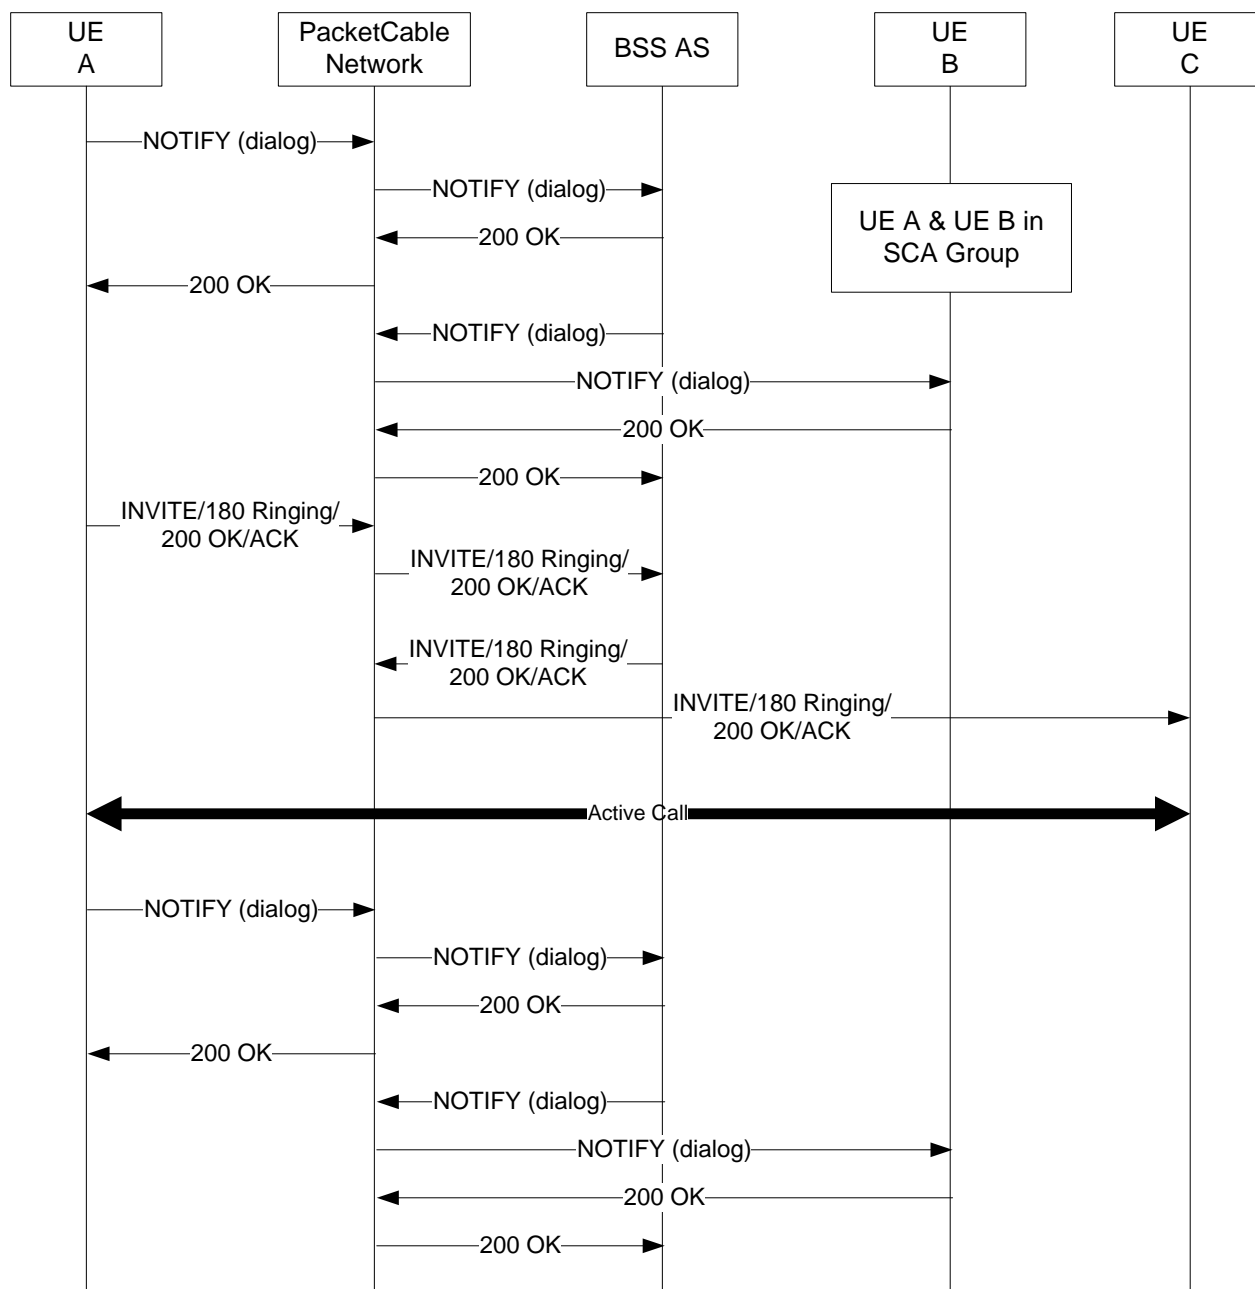 UE
A
PacketCable
Network
BSS AS
UE
B
UE
C
NOTIFY (dialog)
NOTIFY (dialog)
UE A & UE B in
SCA Group
200 OK
200 OK
NOTIFY (dialog)
NOTIFY (dialog)
200 OK
200 OK
INVITE/180 Ringing/
200 OK/ACK
INVITE/180 Ringing/
200 OK/ACK
INVITE/180 Ringing/
200 OK/ACK
INVITE/180 Ringing/
200 OK/ACK
Active Call
NOTIFY (dialog)
NOTIFY (dialog)
200 OK
200 OK
NOTIFY (dialog)
NOTIFY (dialog)
200 OK
200 OK